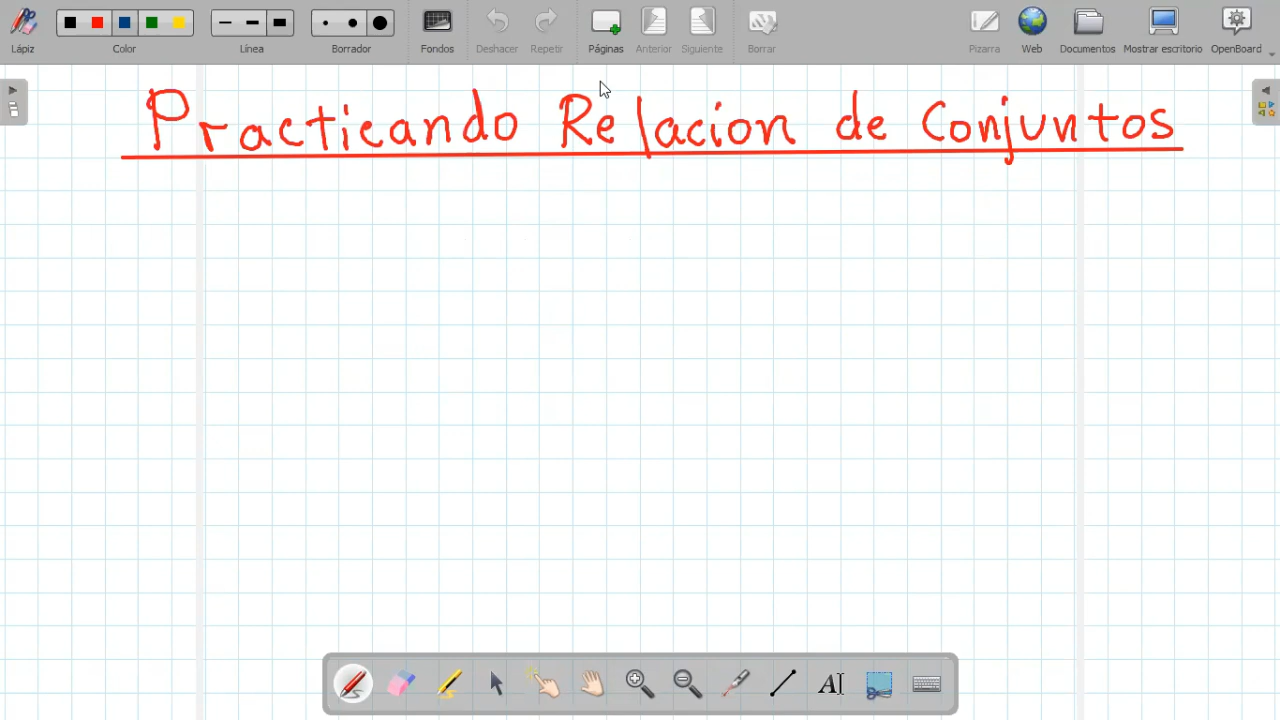 Lápiz Color Línea Borrador Fondos Deshacer Repetir Páginas Anterior Siguiente Borrar Pizarra Web Documentos Mostrar escritorio OpenBoard
Practicando Relacion de Conjuntos